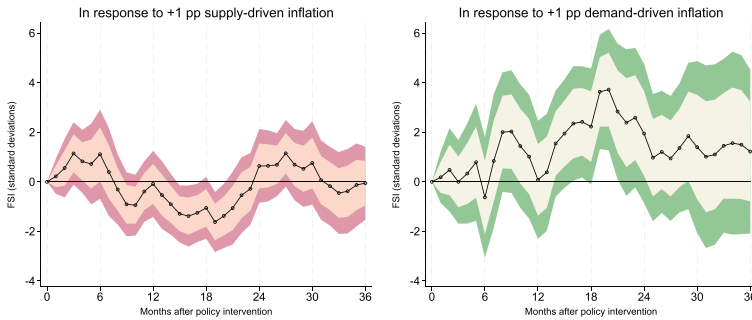 In response to +1 pp supply-driven inflation
FSI (standard deviations)
6
4
2
0
-2
-4
0 6 12 18 24 30 36
Months after policy intervention
In response to +1 pp demand-driven inflation
FSI (standard deviations)
6
4
2
0
-2
-4
0 6 12 18 24 30 36
Months after policy intervention